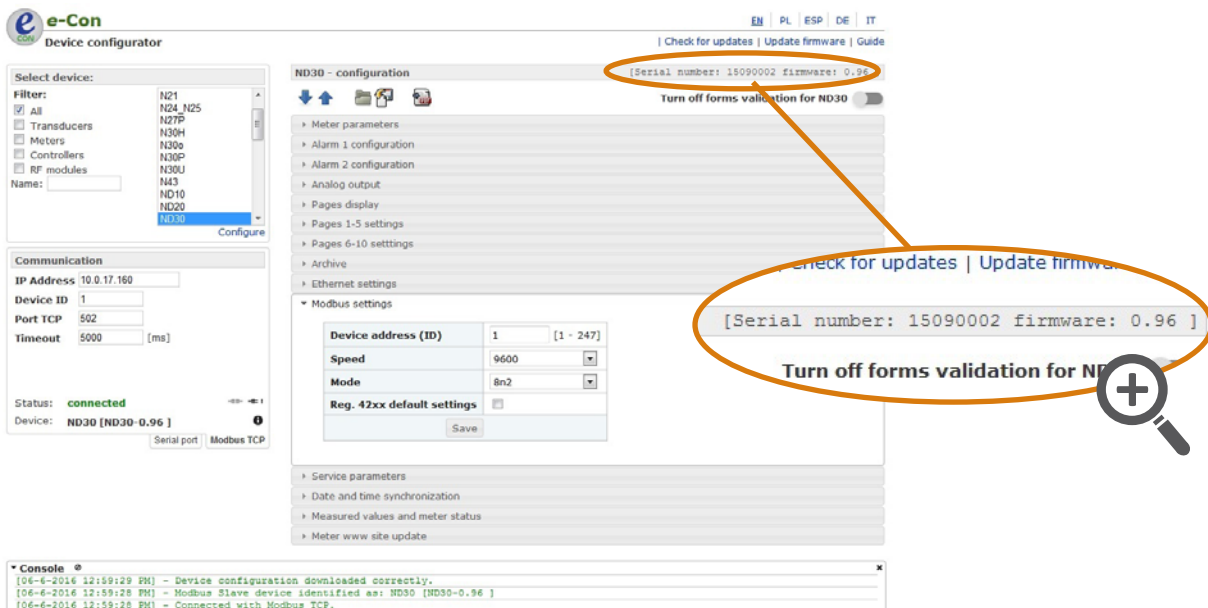 e-Con
CON
Device configurator
EN | PL | ESP | DE | IT
| Check for updates | Update firmware | Guide
Select device:
Filter:
All
Transducers
Meters
Controllers
RF modules
Name:
N21
N24_N25
N27P
N30H
N30o
N30P
N30U
N43
ND10
ND20
ND30
Configure
Communication
IP Address 10.0.17.160
Device ID 1
Port TCP 502
Timeout 5000 [ms]
Status: connected
Device: ND30 [ND30-0.96 ]
Serial port Modbus TCP
ND30 - configuration
[Serial number: 15090002 firmware: 0.96 ]
Turn off forms validation for ND30
Meter parameters
Alarm 1 configuration
Alarm 2 configuration
Analog output
Pages display
Pages 1-5 settings
Pages 6-10 setttings
Archive
Ethernet settings
Modbus settings
Device address (ID) 1 [1 - 247]
Speed 9600
Mode 8n2
Reg. 42xx default settings
Save
Service parameters
Date and time synchronization
Measured values and meter status
Meter www site update
Check for updates | Update firmwa
[Serial number: 15090002 firmware: 0.96 ]
Turn off forms validation for ND
Console
[06-6-2016 12:59:29 PM] - Device configuration downloaded correctly.
[06-6-2016 12:59:28 PM] - Modbus Slave device identified as: ND30 [ND30-0.96 ]
[06-6-2016 12:59:28 PM] - Connected with Modbus TCP.